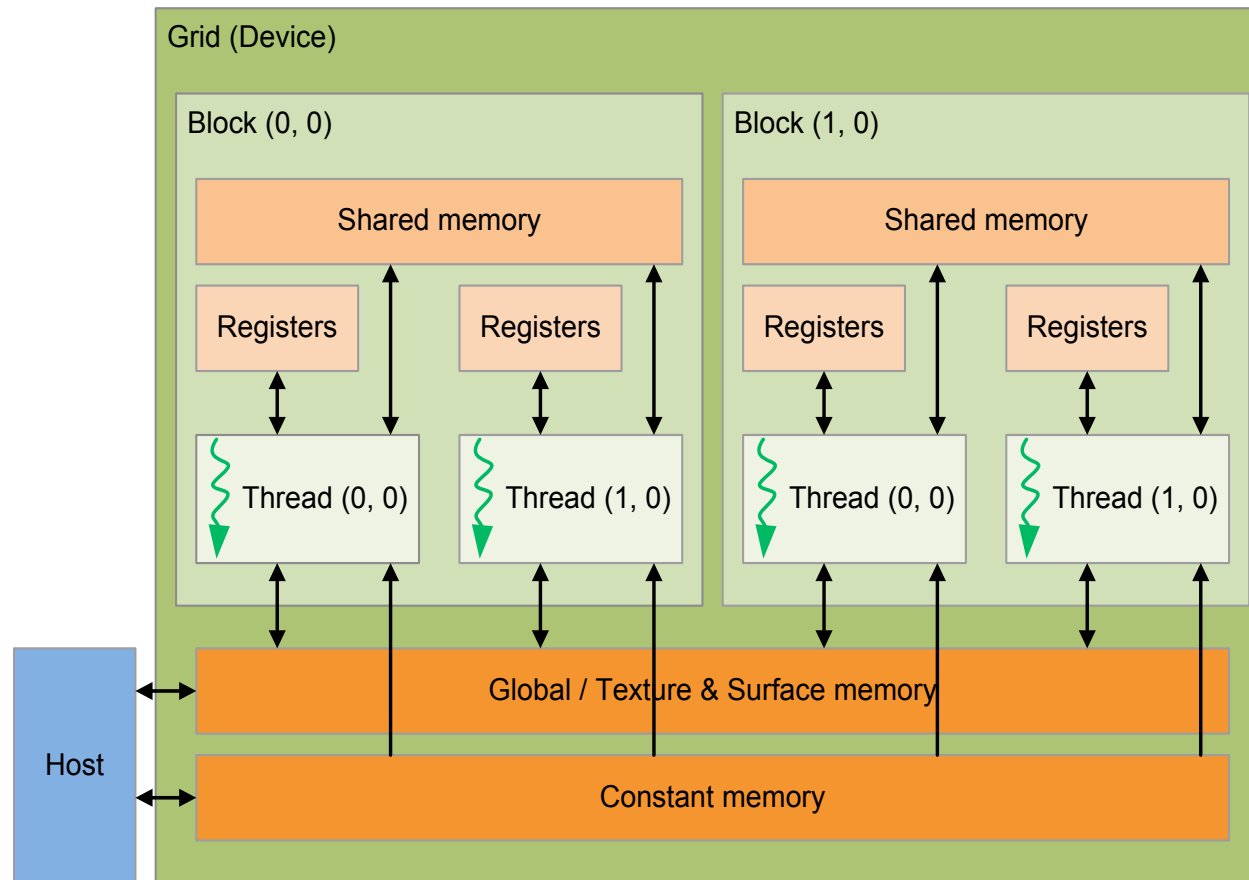 Grid (Device)
Block (0, 0)
Block (1, 0)
Shared memory
Shared memory
Registers
Registers
Registers
Registers
Thread (0, 0)
Thread (1, 0)
Thread (0, 0)
Thread (1, 0)
Global / Texture & Surface memory
Host
Constant memory